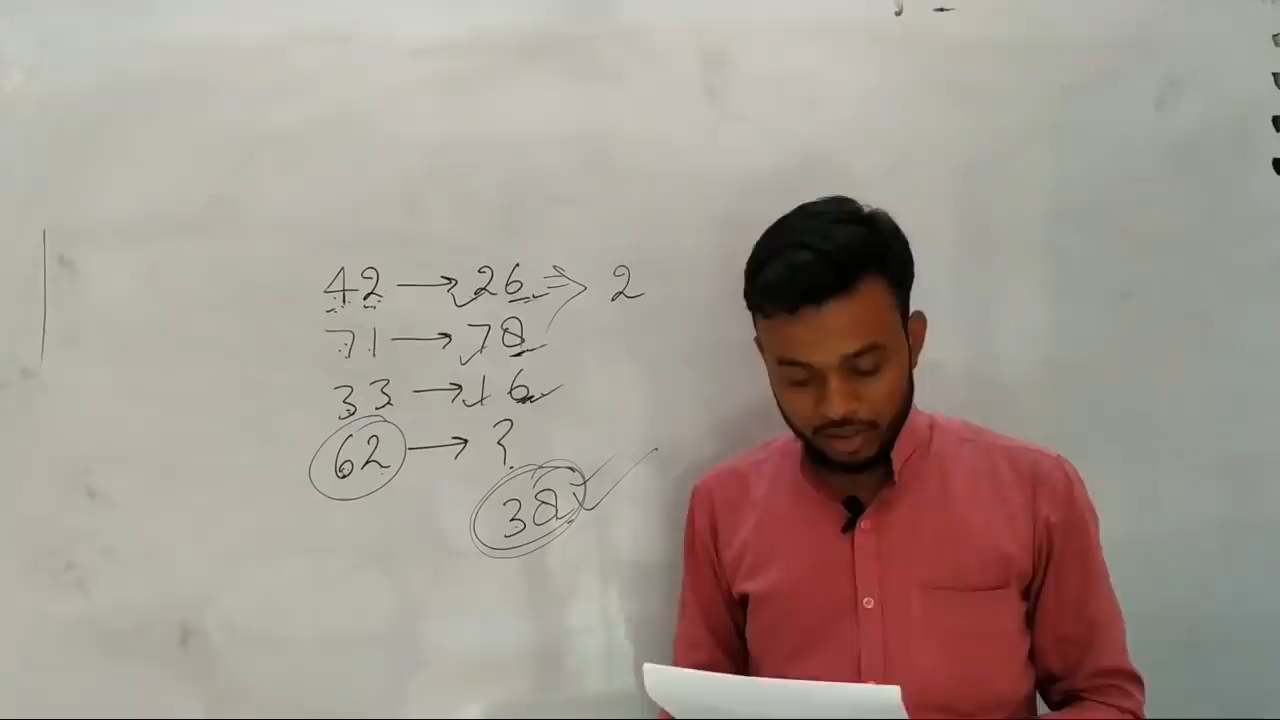 42 → 26 ⇒ 2
71 → 78
33 → 16
62 → ?
38